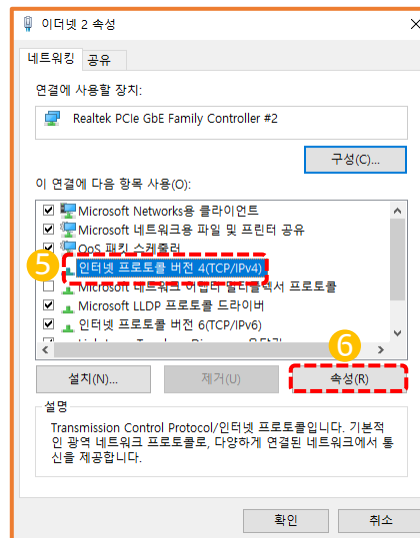 이더넷 2 속성
네트워킹 공유
연결에 사용할 장치:
Realtek PCIe GbE Family Controller #2
구성(C)...
이 연결에 다음 항목 사용(O):
Microsoft Networks용 클라이언트
Microsoft 네트워크용 파일 및 프린터 공유
QoS 패킷 스케줄러
5 인터넷 프로토콜 버전 4(TCP/IPv4)
Microsoft 네트워크 어댑터 멀티플렉서 프로토콜
Microsoft LLDP 프로토콜 드라이버
인터넷 프로토콜 버전 6(TCP/IPv6)
6
설치(N)... 제거(U) 속성(R)
설명
Transmission Control Protocol/인터넷 프로토콜입니다. 기본적
인 광역 네트워크 프로토콜로, 다양하게 연결된 네트워크에서 통
신을 제공합니다.
확인 취소